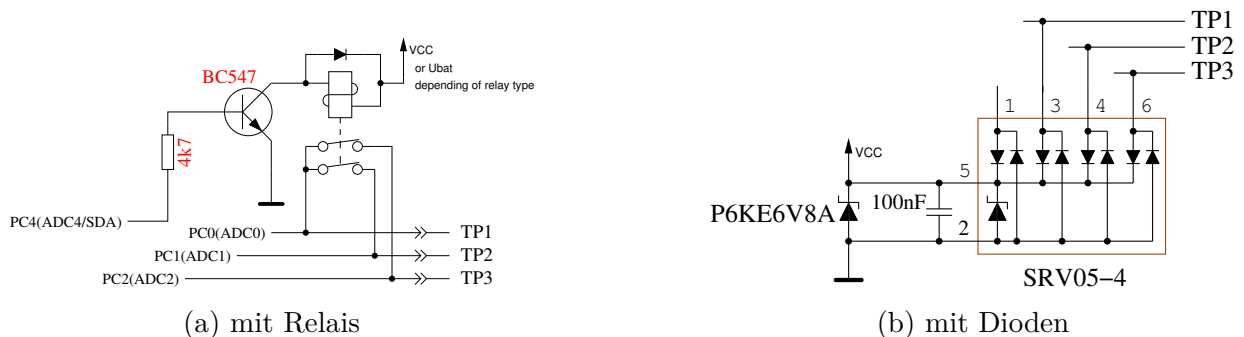 BC547
VCC
or Ubat
depending of relay type
4k7
PC4(ADC4/SDA)
PC0(ADC0)
TP1
PC1(ADC1)
TP2
PC2(ADC2)
TP3
(a) mit Relais
TP1
TP2
TP3
1
3
4
6
VCC
5
P6KE6V8A
100nF
2
SRV05-4
(b) mit Dioden